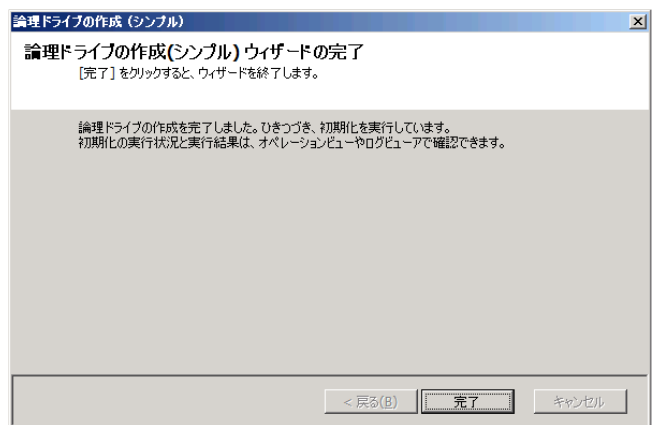 論理ドライブの作成 (シンプル)
論理ドライブの作成(シンプル) ウィザードの完了
[完了] をクリックすると、ウィザードを終了します。
論理ドライブの作成を完了しました。ひきつづき、初期化を実行しています。
初期化の実行状況と実行結果は、オペレーションビューやログビューアで確認できます。
< 戻る(B)
完了
キャンセル